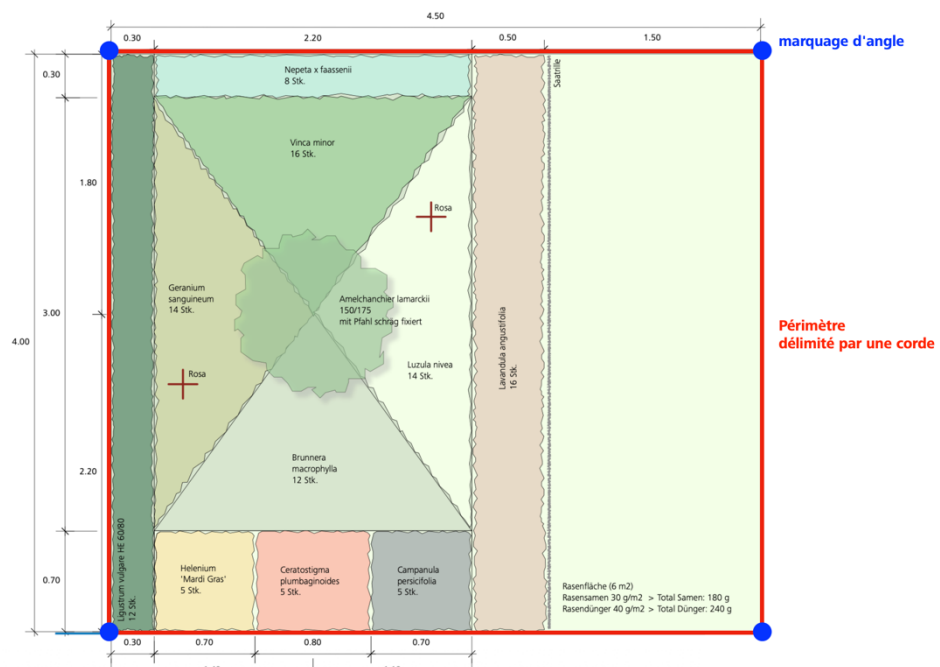 4.50
0.30
2.20
0.50
1.50
marquage d'angle
0.30
Nepeta x faassenii
8 Stk.
Saatrille
Vinca minor
16 Stk.
1.80
Rosa
Geranium
sanguineum
14 Stk.
Amelchanchier lamarckii
150/175
mit Pfahl schräg fixiert
3.00
4.00
Périmètre
délimité par une corde
Lavandula angustifolia
16 Stk.
Luzula nivea
14 Stk.
Rosa
2.20
Brunnera
macrophylla
12 Stk.
Ligustrum vulgare HE 60/80
12 Stk.
0.70
Helenium
'Mardi Gras'
5 Stk.
Ceratostigma
plumbaginoides
5 Stk.
Campanula
persicifolia
5 Stk.
Rasenfläche (6 m2)
Rasensamen 30 g/m2 > Total Samen: 180 g
Rasendünger 40 g/m2 > Total Dünger: 240 g
0.30
0.70
0.80
0.70